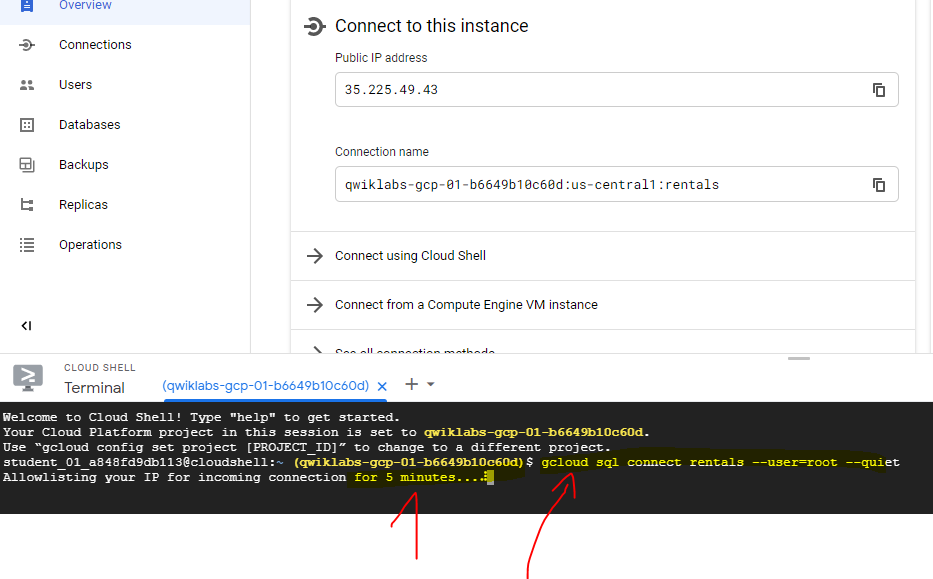 Overview
Connections
Users
Databases
Backups
Replicas
Operations
Connect to this instance
Public IP address
35.225.49.43
Connection name
qwiklabs-gcp-01-b6649b10c60d:us-central1:rentals
Connect using Cloud Shell
Connect from a Compute Engine VM instance
See all connection methods
CLOUD SHELL
Terminal
(qwiklabs-gcp-01-b6649b10c60d)
Welcome to Cloud Shell! Type "help" to get started.
Your Cloud Platform project in this session is set to qwiklabs-gcp-01-b6649b10c60d.
Use “gcloud config set project [PROJECT_ID]” to change to a different project.
student_01_a848fd9db113@cloudshell:~ (qwiklabs-gcp-01-b6649b10c60d)$ gcloud sql connect rentals --user=root --quiet
Allowlisting your IP for incoming connection for 5 minutes...⠼